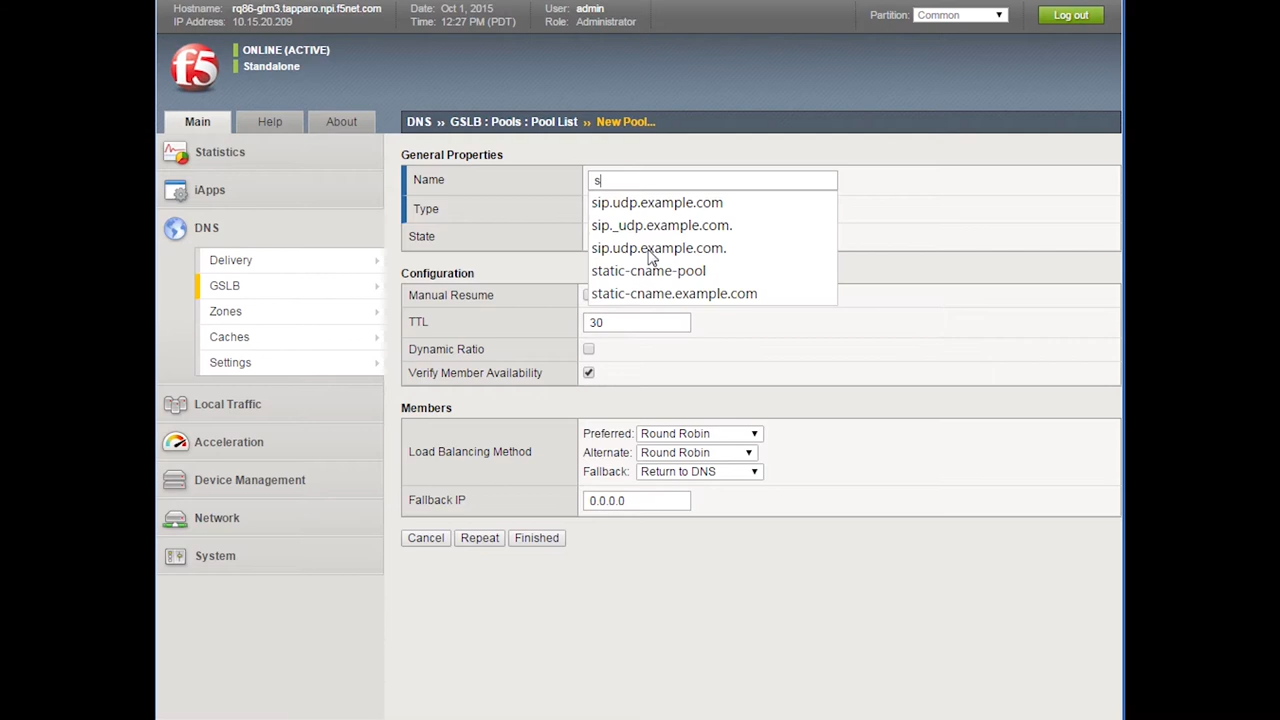 Hostname: rq86-gtm3.tapparo.npi.f5net.com Date: Oct 1, 2015 User: admin Partition: Common Log out
IP Address: 10.15.20.209 Time: 12:27 PM (PDT) Role: Administrator
f5
ONLINE (ACTIVE)
Standalone
Main Help About
DNS ›› GSLB : Pools : Pool List ›› New Pool...
Statistics
iApps
DNS
Delivery
GSLB
Zones
Caches
Settings
Local Traffic
Acceleration
Device Management
Network
System
General Properties
Name s
Type
State
sip.udp.example.com
sip._udp.example.com.
sip.udp.example.com.
static-cname-pool
static-cname.example.com
Configuration
Manual Resume
TTL 30
Dynamic Ratio
Verify Member Availability
Members
Load Balancing Method
Preferred: Round Robin
Alternate: Round Robin
Fallback: Return to DNS
Fallback IP 0.0.0.0
Cancel Repeat Finished